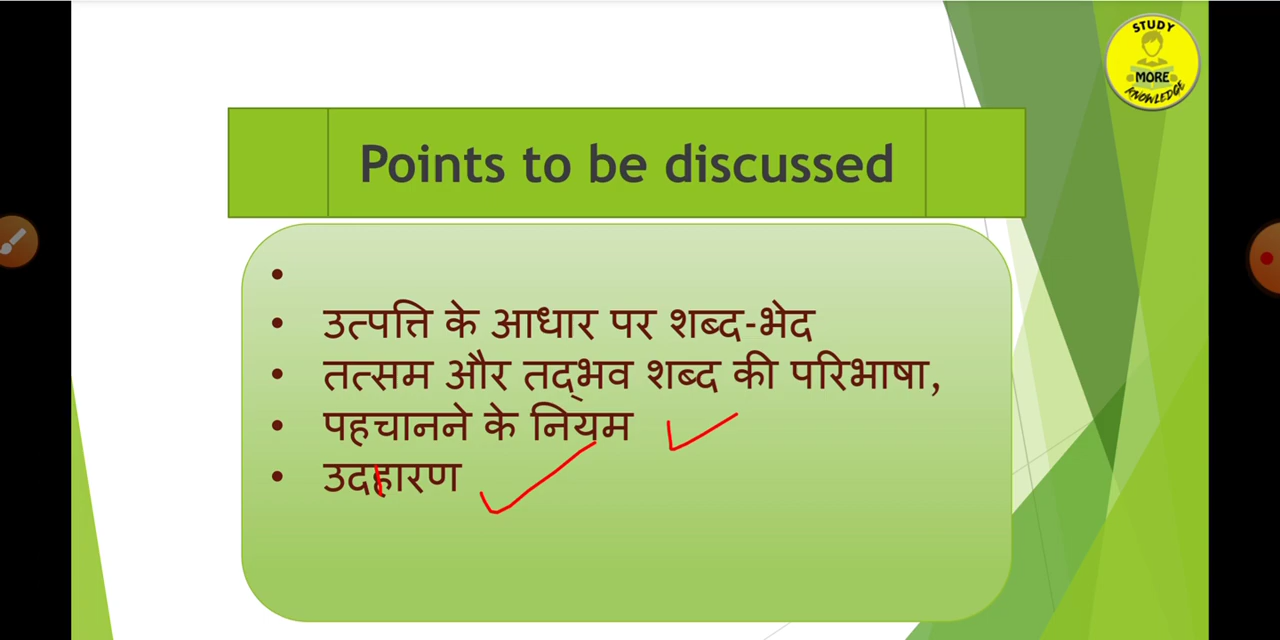 STUDY
MORE
KNOWLEDGE
Points to be discussed
•
• उत्पत्ति के आधार पर शब्द-भेद
• तत्सम और तद्भव शब्द की परिभाषा,
• पहचानने के नियम
• उदहारण